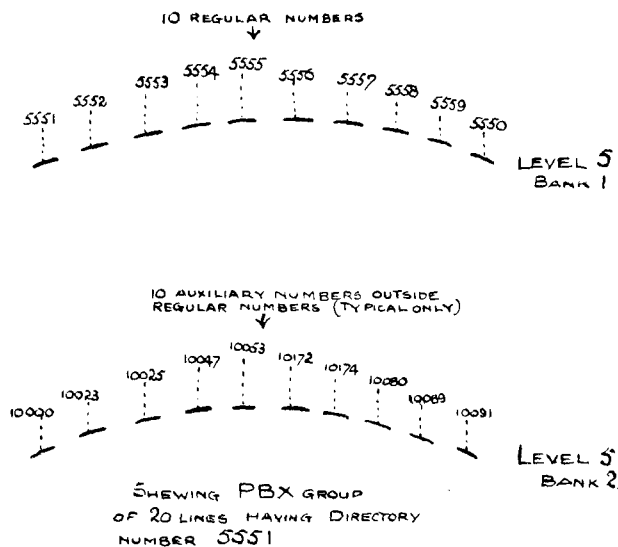 10 REGULAR NUMBERS
5551 5552 5553 5554 5555 5556 5557 5558 5559 5550
LEVEL 5
BANK 1
10 AUXILIARY NUMBERS OUTSIDE
REGULAR NUMBERS (TYPICAL ONLY)
10000 10023 10025 10047 10063 10172 10174 10080 10089 10091
LEVEL 5
BANK 2
SHEWING PBX GROUP
OF 20 LINES HAVING DIRECTORY
NUMBER 5551